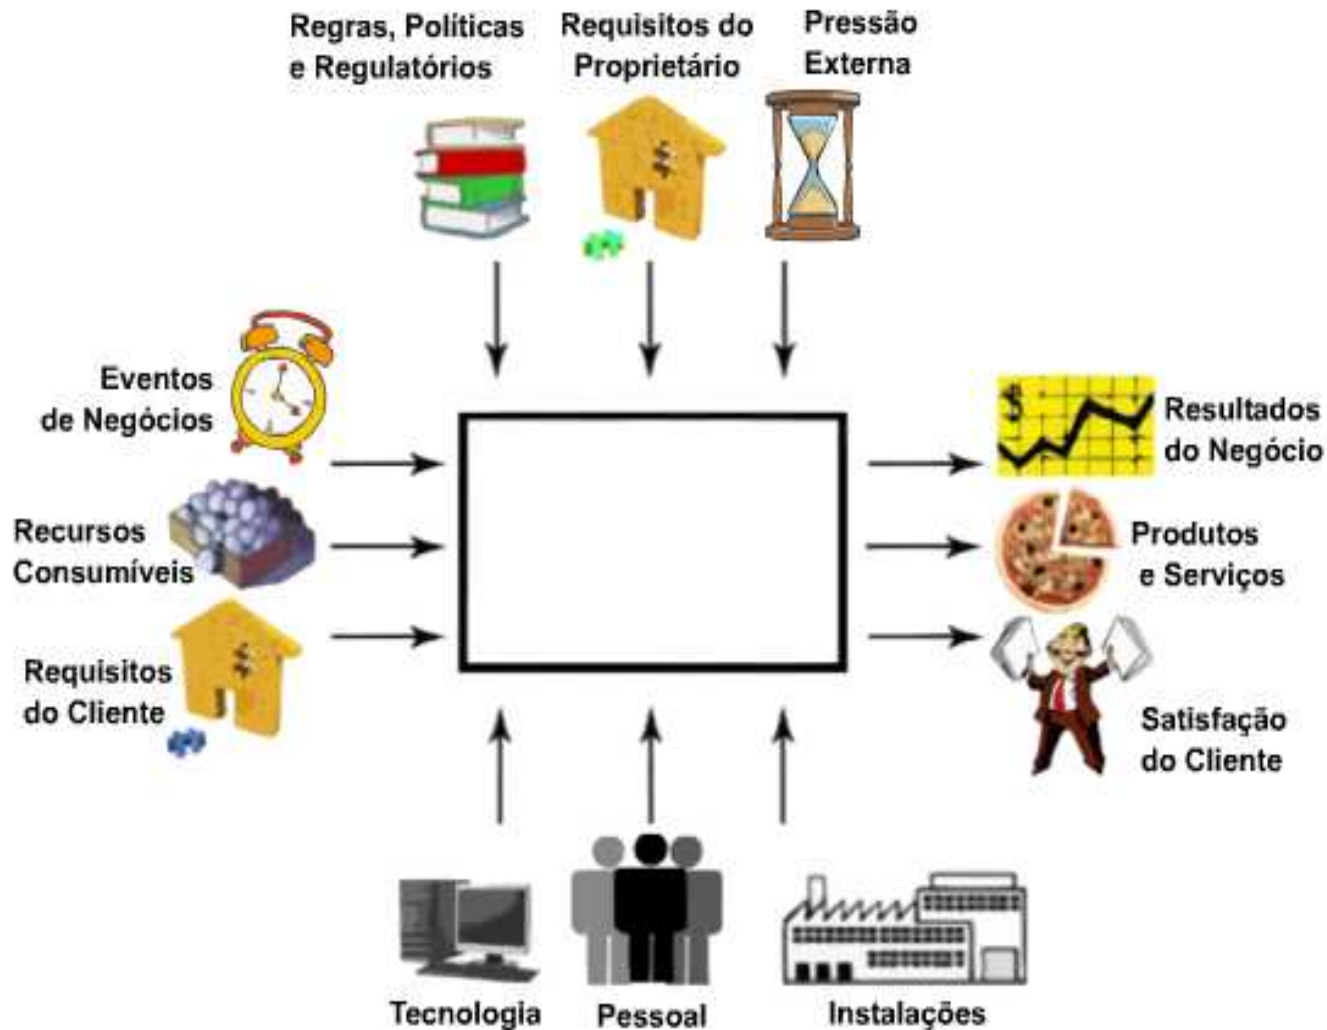 Regras, Políticas
e Regulatórios
Requisitos do
Proprietário
Pressão
Externa
Eventos
de Negócios
Recursos
Consumíveis
Requisitos
do Cliente
$
Resultados
do Negócio
Produtos
e Serviços
Satisfação
do Cliente
Tecnologia
Pessoal
Instalações